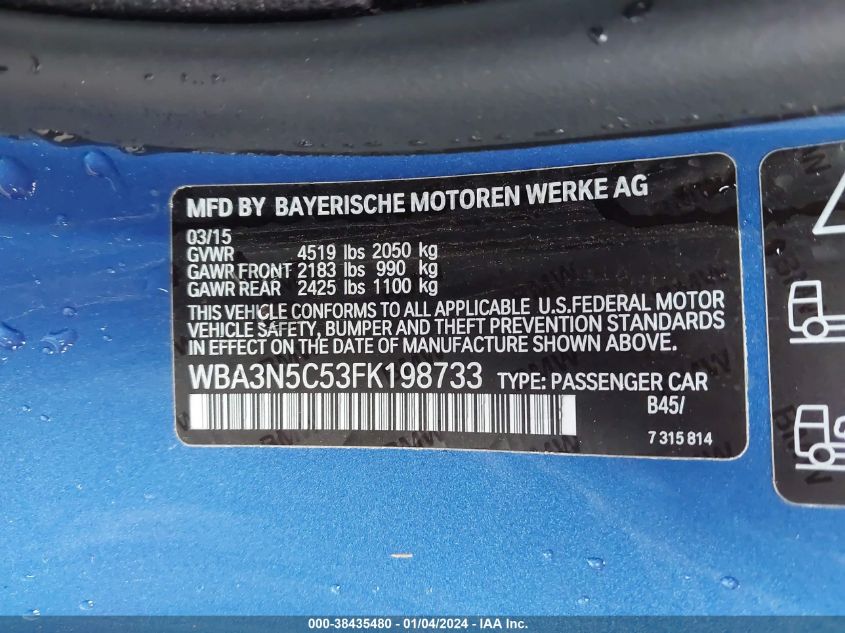 MFD BY BAYERISCHE MOTOREN WERKE AG
03/15
GVWR 4519 lbs 2050 kg
GAWR FRONT 2183 lbs 990 kg
GAWR REAR 2425 lbs 1100 kg
THIS VEHICLE CONFORMS TO ALL APPLICABLE U.S.FEDERAL MOTOR
VEHICLE SAFETY, BUMPER AND THEFT PREVENTION STANDARDS
IN EFFECT ON THE DATE OF MANUFACTURE SHOWN ABOVE.
WBA3N5C53FK198733 TYPE: PASSENGER CAR
B45/
7 315 814
000-38435480 - 01/04/2024 - IAA Inc.